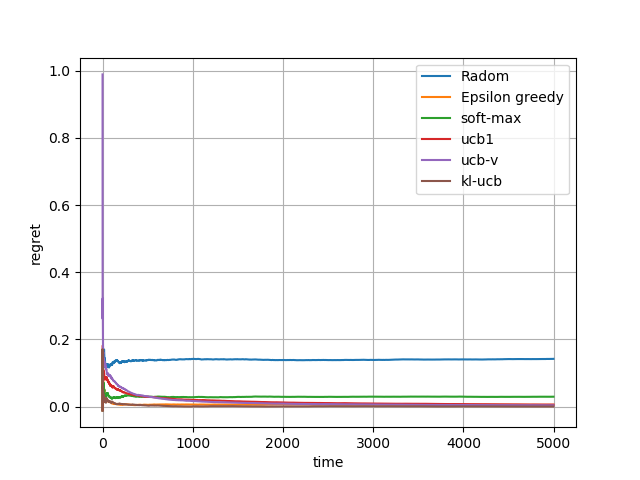 1.0
0.8
0.6
0.4
0.2
0.0
regret
Radom
Epsilon greedy
soft-max
ucb1
ucb-v
kl-ucb
0 1000 2000 3000 4000 5000
time